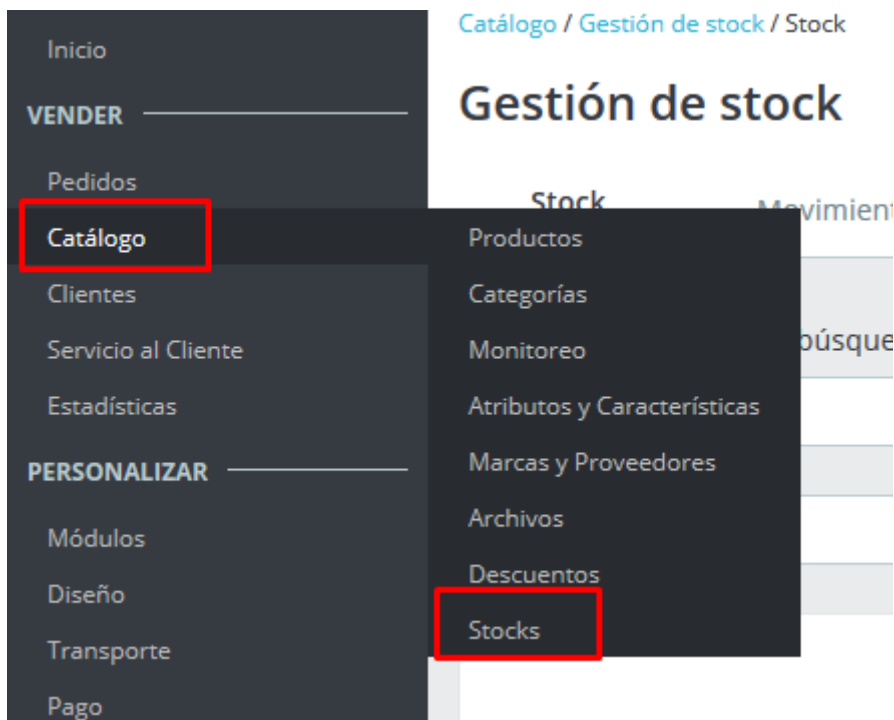 Inicio
VENDER
Pedidos
Catálogo
Clientes
Servicio al Cliente
Estadísticas
PERSONALIZAR
Módulos
Diseño
Transporte
Pago
Productos
Categorías
Monitoreo
Atributos y Características
Marcas y Proveedores
Archivos
Descuentos
Stocks
Catálogo / Gestión de stock / Stock
Gestión de stock
Stock